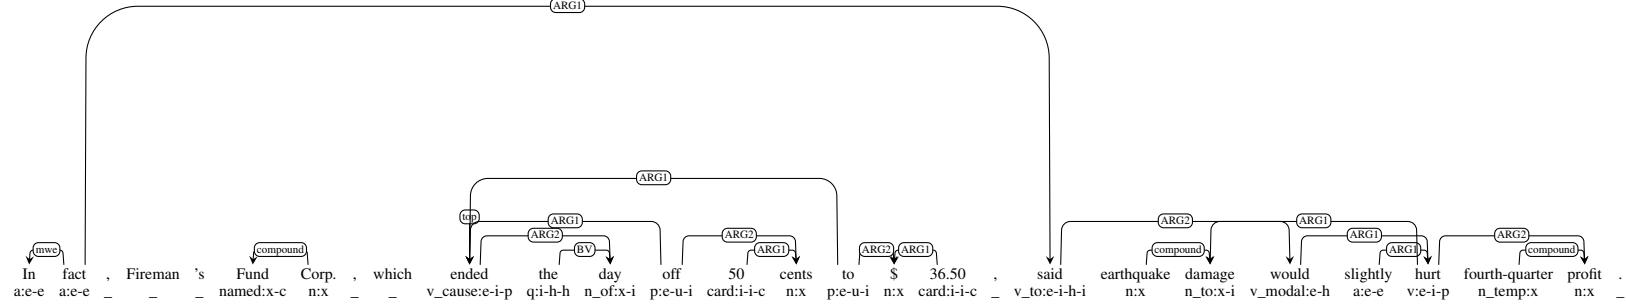 ARG1
ARG1
top ARG1 ARG2 ARG1
ARG2 BV ARG2 ARG1
mwe compound ARG1 ARG2 ARG1 compound ARG1 compound
In fact , Fireman 's Fund Corp. , which ended the day off 50 cents to $ 36.50 , said earthquake damage would slightly hurt fourth-quarter profit .
a:e-e a:e-e _ _ _ named:x-c n:x _ _ v_cause:e-i-p q:i-h-h n_of:x-i p:e-u-i card:i-i-c n:x p:e-u-i n:x card:i-i-c _ v_to:e-i-h-i n:x n_to:x-i v_modal:e-h a:e-e v:e-i-p n_temp:x n:x _